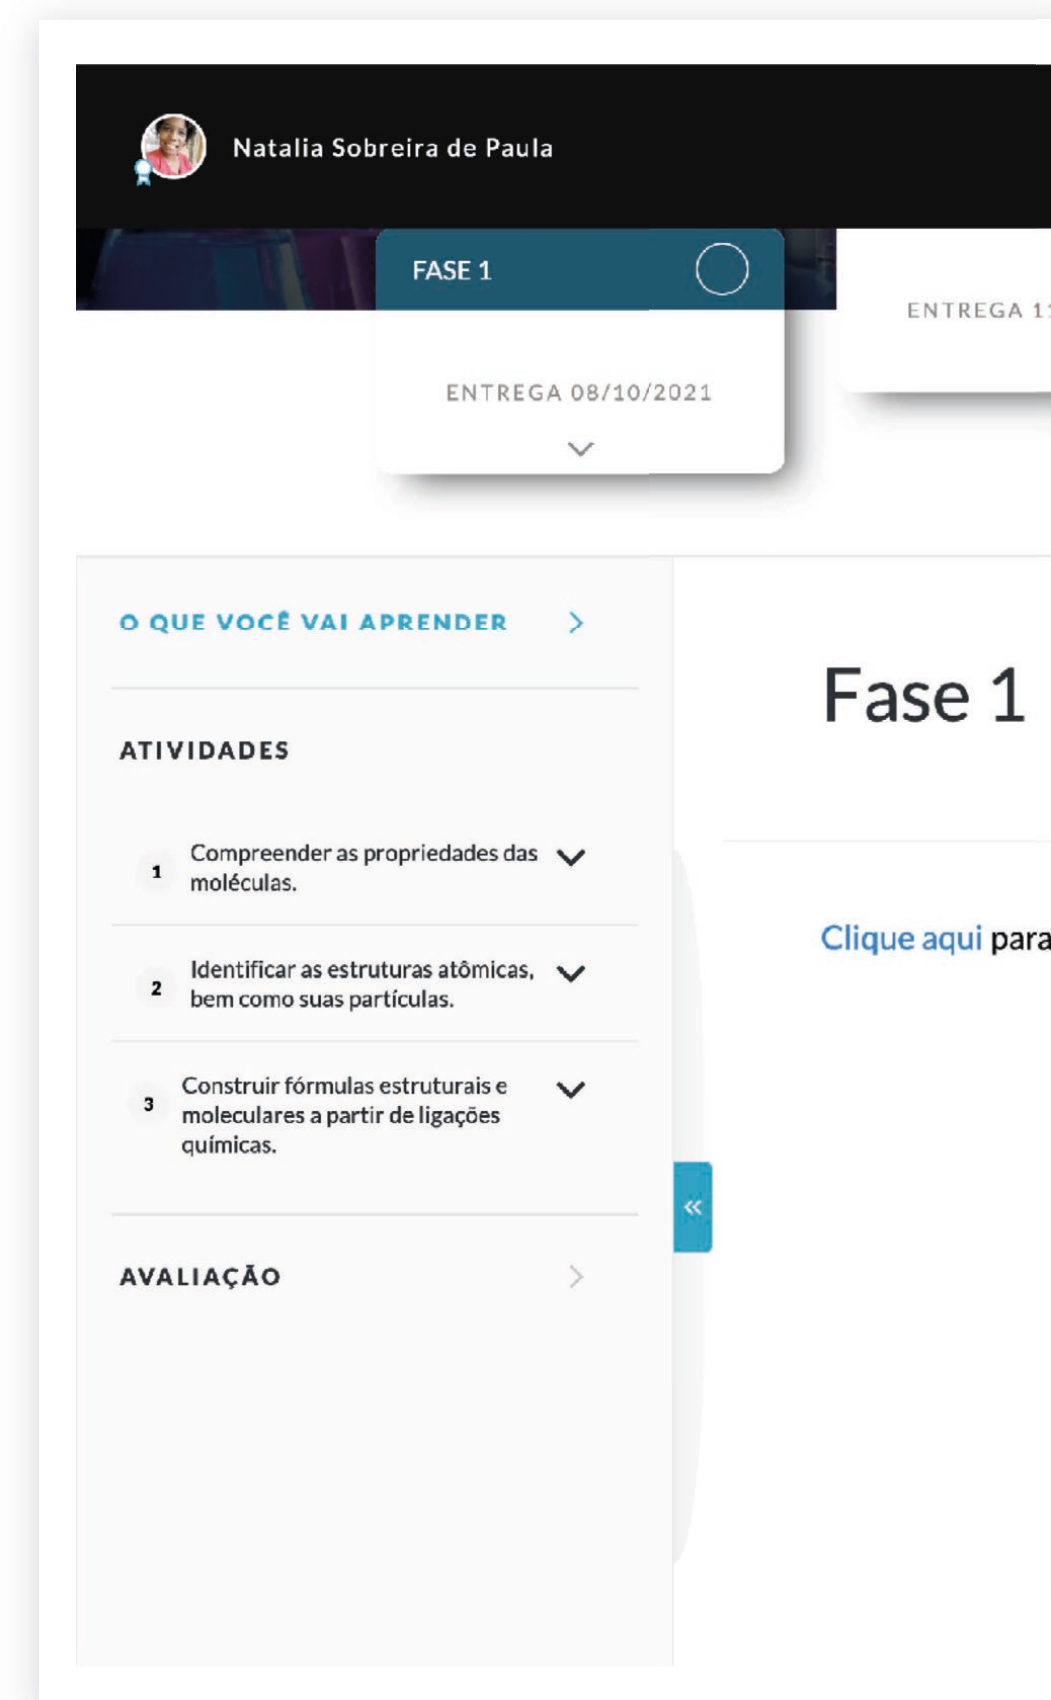 Natalia Sobreira de Paula
FASE 1
ENTREGA 08/10/2021
ENTREGA
O QUE VOCÊ VAI APRENDER
Fase 1
ATIVIDADES
1 Compreender as propriedades das
moléculas.
2 Identificar as estruturas atômicas,
bem como suas partículas.
3 Construir fórmulas estruturais e
moleculares a partir de ligações
químicas.
Clique aqui para
«
AVALIAÇÃO